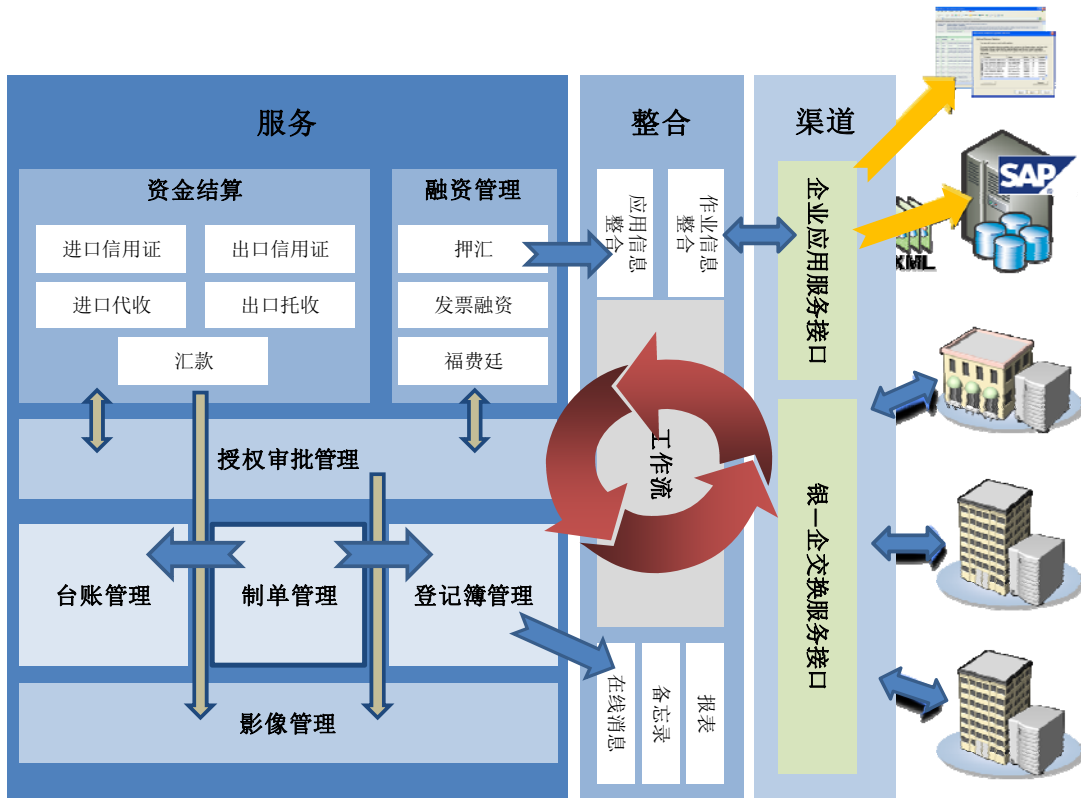 服务
整合
渠道
资金结算
融资管理
进口信用证
出口信用证
押汇
进口代收
出口托收
发票融资
汇款
福费廷
授权审批管理
台账管理
制单管理
登记簿管理
影像管理
应用信息
整合
作业信息
整合
工作流
在线消息
备忘录
报表
企业应用服务接口
银—企交换服务接口
SAP
XML